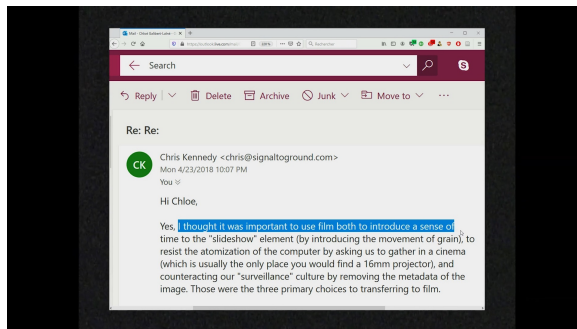 Search
Reply Delete Archive Junk Move to ...
Re: Re:
CK
Chris Kennedy <chris@signaltoground.com>
Mon 4/23/2018 10:07 PM
You
Hi Chloe,
Yes, I thought it was important to use film both to introduce a sense of
time to the "slideshow" element (by introducing the movement of grain), to
resist the atomization of the computer by asking us to gather in a cinema
(which is usually the only place you would find a 16mm projector), and
counteracting our "surveillance" culture by removing the metadata of the
image. Those were the three primary choices to transferring to film.